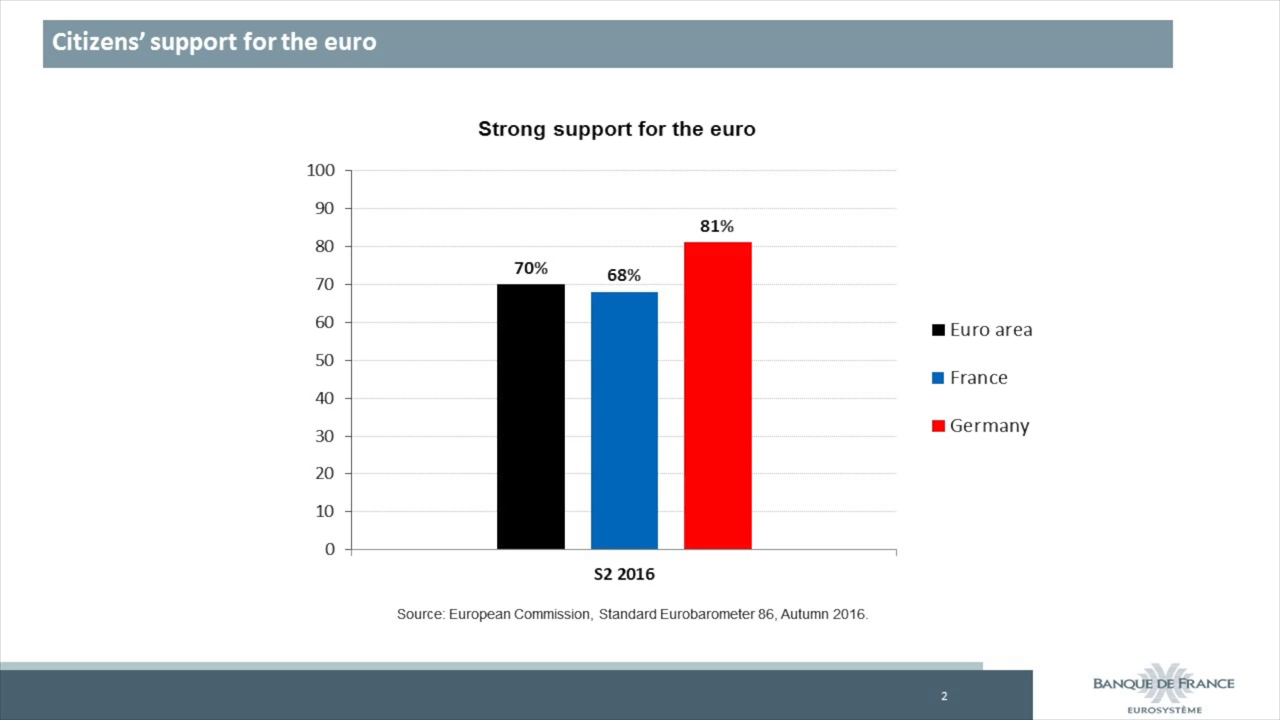 Citizens’ support for the euro
Strong support for the euro
100
90
80
70
60
50
40
30
20
10
0
70%
68%
81%
S2 2016
Euro area
France
Germany
Source: European Commission, Standard Eurobarometer 86, Autumn 2016.
2
BANQUE DE FRANCE
EUROSYSTÈME